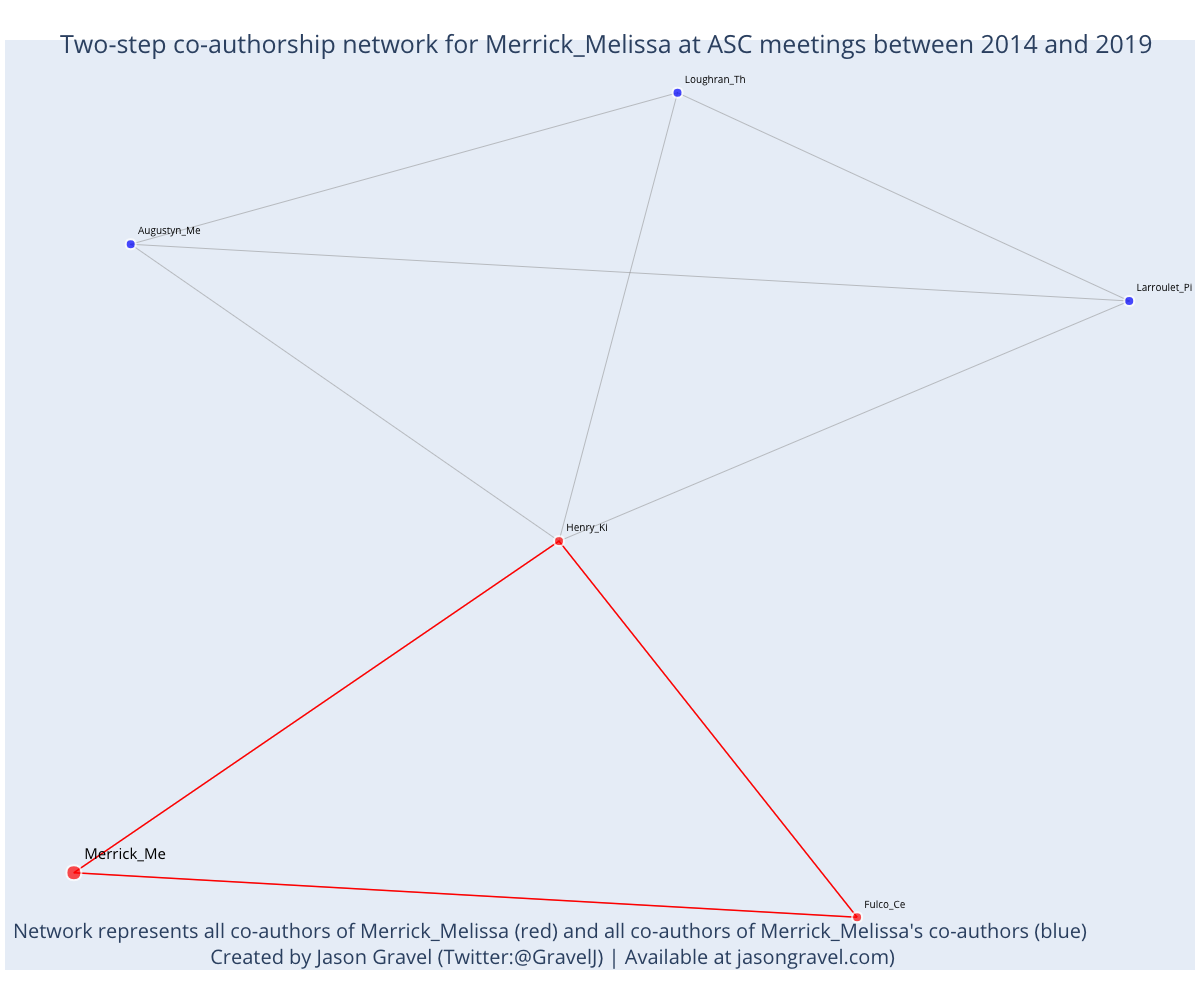 Two-step co-authorship network for Merrick_Melissa at ASC meetings between 2014 and 2019
Loughran_Th
Augustyn_Me
Larroulet_Pi
Henry_Ki
Merrick_Me
Fulco_Ce
Network represents all co-authors of Merrick_Melissa (red) and all co-authors of Merrick_Melissa's co-authors (blue)
Created by Jason Gravel (Twitter:@GravelJ) | Available at jasongravel.com)